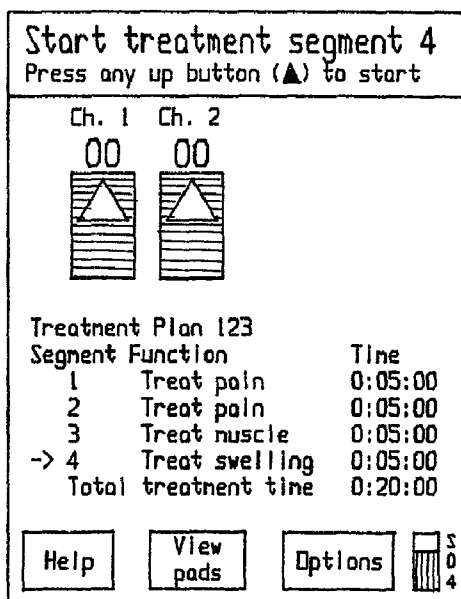 Start treatment segment 4
Press any up button (▲) to start
Ch. 1 Ch. 2
00 00
Treatment Plan 123
Segment Function Time
1 Treat pain 0:05:00
2 Treat pain 0:05:00
3 Treat muscle 0:05:00
-> 4 Treat swelling 0:05:00
Total treatment time 0:20:00
Help
View pads
Options
504